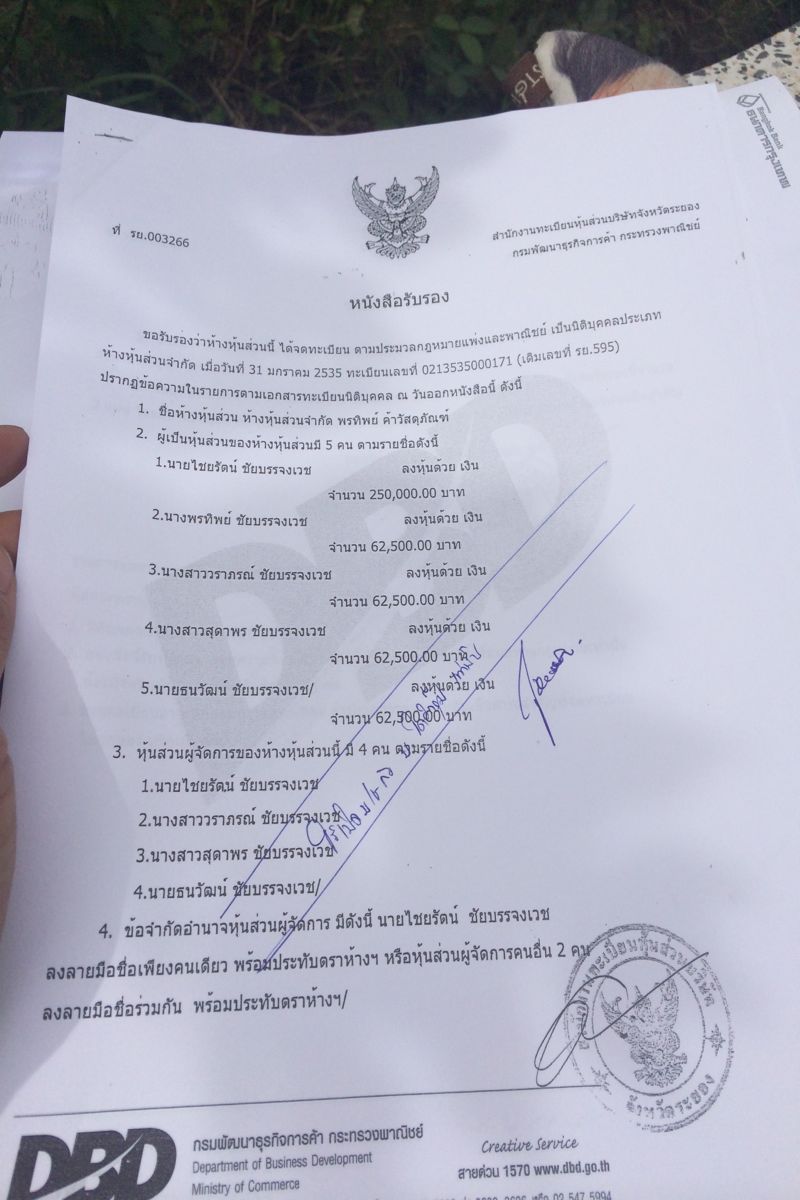 Bangkok Bank
ธนาคารกรุงเทพ
ที่ รย.003266
สำนักงานทะเบียนหุ้นส่วนบริษัทจังหวัดระยอง
กรมพัฒนาธุรกิจการค้า กระทรวงพาณิชย์
หนังสือรับรอง
ขอรับรองว่าห้างหุ้นส่วนนี้ ได้จดทะเบียน ตามประมวลกฎหมายแพ่งและพาณิชย์ เป็นนิติบุคคลประเภท
ห้างหุ้นส่วนจำกัด เมื่อวันที่ 31 มกราคม 2535 ทะเบียนเลขที่ 0213535000171 (เดิมเลขที่ รย.595)
ปรากฏข้อความในรายการตามเอกสารทะเบียนนิติบุคคล ณ วันออกหนังสือนี้ ดังนี้
1. ชื่อห้างหุ้นส่วน ห้างหุ้นส่วนจำกัด พรทิพย์ ค้าวัสดุภัณฑ์
2. ผู้เป็นหุ้นส่วนของห้างหุ้นส่วนมี 5 คน ตามรายชื่อดังนี้
1.นายไชยรัตน์ ชัยบรรจงเวช ลงหุ้นด้วย เงิน
จำนวน 250,000.00 บาท
2.นางพรทิพย์ ชัยบรรจงเวช ลงหุ้นด้วย เงิน
จำนวน 62,500.00 บาท
3.นางสาววราภรณ์ ชัยบรรจงเวช ลงหุ้นด้วย เงิน
จำนวน 62,500.00 บาท
4.นางสาวสุดาพร ชัยบรรจงเวช ลงหุ้นด้วย เงิน
จำนวน 62,500.00 บาท
5.นายธนวัฒน์ ชัยบรรจงเวช/ ลงหุ้นด้วย เงิน
จำนวน 62,500.00 บาท
3. หุ้นส่วนผู้จัดการของห้างหุ้นส่วนนี้ มี 4 คน ตามรายชื่อดังนี้
1.นายไชยรัตน์ ชัยบรรจงเวช
2.นางสาววราภรณ์ ชัยบรรจงเวช
3.นางสาวสุดาพร ชัยบรรจงเวช
4.นายธนวัฒน์ ชัยบรรจงเวช/
4. ข้อจำกัดอำนาจหุ้นส่วนผู้จัดการ มีดังนี้ นายไชยรัตน์ ชัยบรรจงเวช
ลงลายมือชื่อเพียงคนเดียว พร้อมประทับตราห้างฯ หรือหุ้นส่วนผู้จัดการคนอื่น 2 คน
ลงลายมือชื่อร่วมกัน พร้อมประทับตราห้างฯ/
สำนักงานทะเบียนหุ้นส่วนบริษัท
จังหวัดระยอง
DBD
กรมพัฒนาธุรกิจการค้า กระทรวงพาณิชย์
Department of Business Development
Ministry of Commerce
Creative Service
สายด่วน 1570 www.dbd.go.th